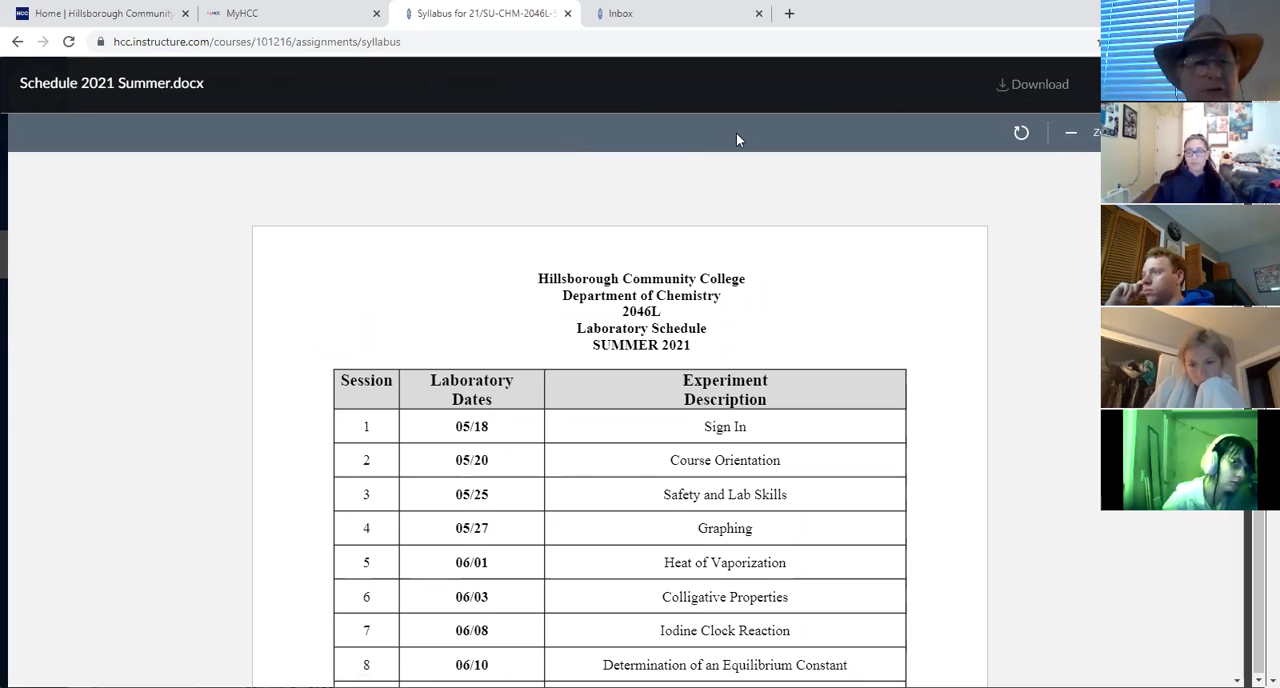 Home | Hillsborough Community
MyHCC
Syllabus for 21/SU-CHM-2046L-
Inbox
hcc.instructure.com/courses/101216/assignments/syllabus
Schedule 2021 Summer.docx
Download
Hillsborough Community College
Department of Chemistry
2046L
Laboratory Schedule
SUMMER 2021
Session Laboratory Dates Experiment Description
1 05/18 Sign In
2 05/20 Course Orientation
3 05/25 Safety and Lab Skills
4 05/27 Graphing
5 06/01 Heat of Vaporization
6 06/03 Colligative Properties
7 06/08 Iodine Clock Reaction
8 06/10 Determination of an Equilibrium Constant